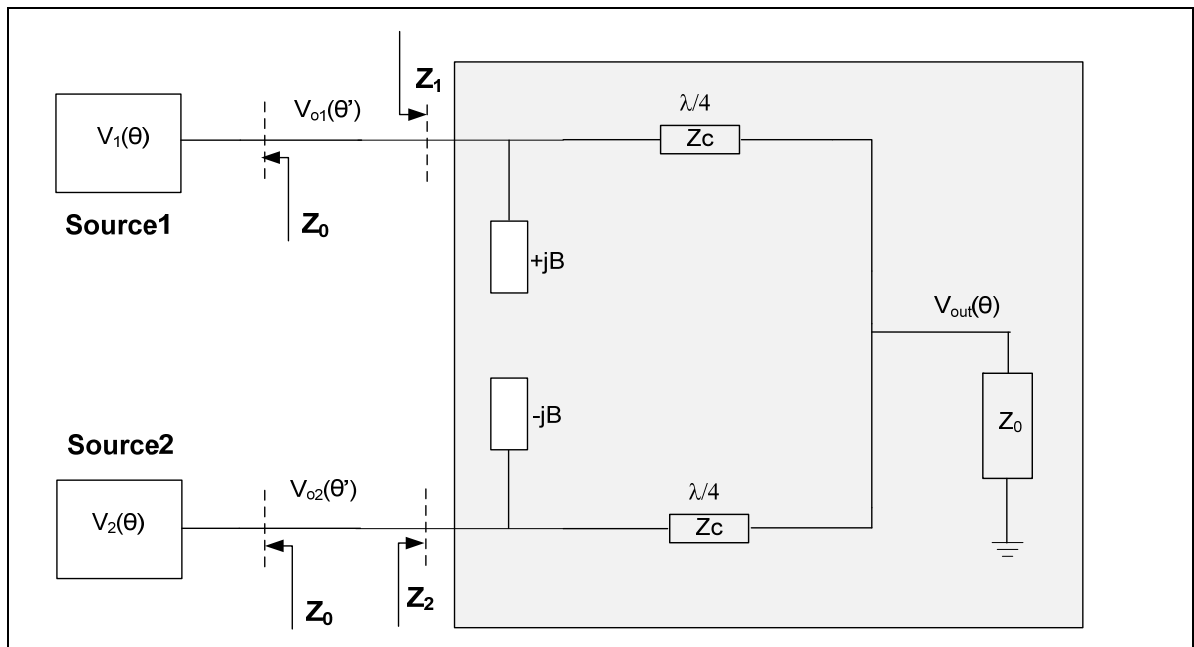 Z₁
λ/4
Vo1(θ')
V₁(θ)
Zc
Source1
Z₀
+jB
Vout(θ)
-jB
Z₀
Source2
λ/4
Vo2(θ')
V₂(θ)
Zc
Z₂
Z₀